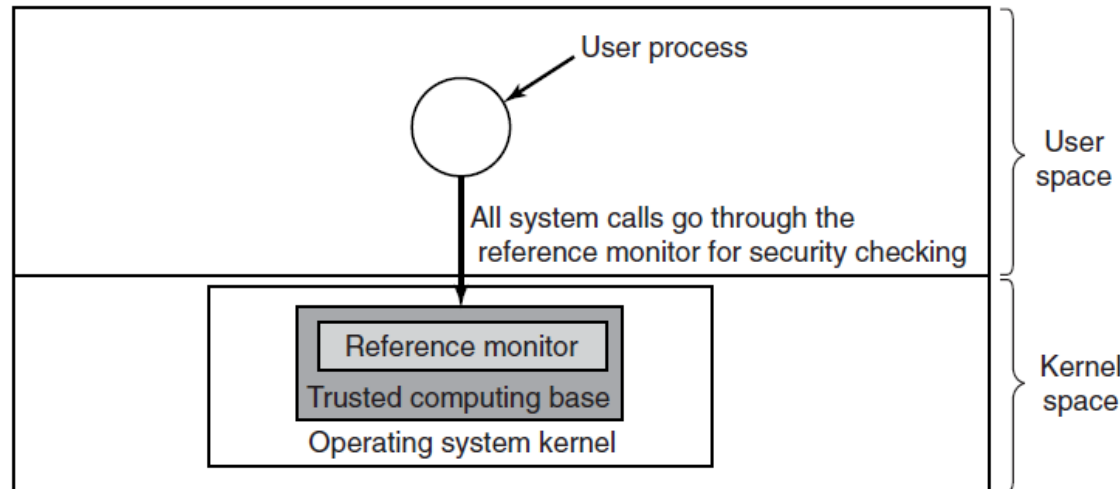 User process
User
space
All system calls go through the
reference monitor for security checking
Reference monitor
Trusted computing base
Operating system kernel
Kernel
space